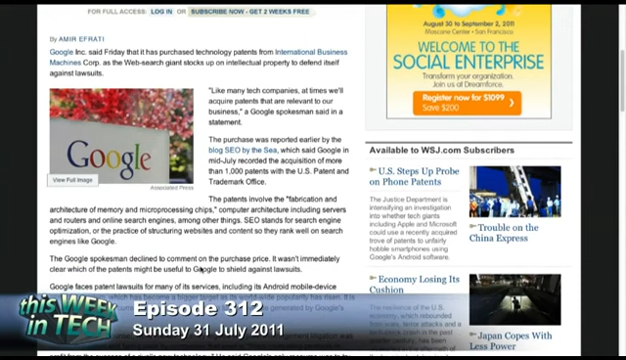 FOR FULL ACCESS: LOG IN OR SUBSCRIBE NOW - GET 2 WEEKS FREE
By AMIR EFRATI
Google Inc. said Friday that it has purchased technology patents from International Business
Machines Corp. as the Web-search giant stocks up on intellectual property to defend itself
against lawsuits.
Google
View Full Image
Associated Press
"Like many tech companies, at times we'll
acquire patents that are relevant to our
business," a Google spokesman said in a
statement.
The purchase was reported earlier by the
blog SEO by the Sea, which said Google in
mid-July recorded the acquisition of more
than 1,000 patents with the U.S. Patent and
Trademark Office.
The patents involve the "fabrication and
architecture of memory and microprocessing chips," computer architecture including servers
and routers and online search engines, among other things. SEO stands for search engine
optimization, or the practice of structuring websites and content so they rank well on search
engines like Google.
The Google spokesman declined to comment on the purchase price. It wasn't immediately
clear which of the patents might be useful to Google to shield against lawsuits.
Google faces patent lawsuits for many of its services, including its Android mobile-device
August 30 to September 2, 2011
Moscone Center • San Francisco
WELCOME TO THE
SOCIAL ENTERPRISE
Transform your organization.
Join us at Dreamforce.
Register now for $1099
Save $200
Available to WSJ.com Subscribers
U.S. Steps Up Probe
on Phone Patents
The Justice Department is
intensifying an investigation
into whether tech giants
including Apple and Microsoft
could use a recently acquired
trove of patents to unfairly
hobble smartphones using
Google's Android software.
Trouble on the
China Express
Economy Losing Its
Cushion
The resilience of the U.S.
economy, which
rebounded from wars, terror attacks and a
Japan Copes With
Less Power
this WEEK
in TECH
Episode 312
Sunday 31 July 2011